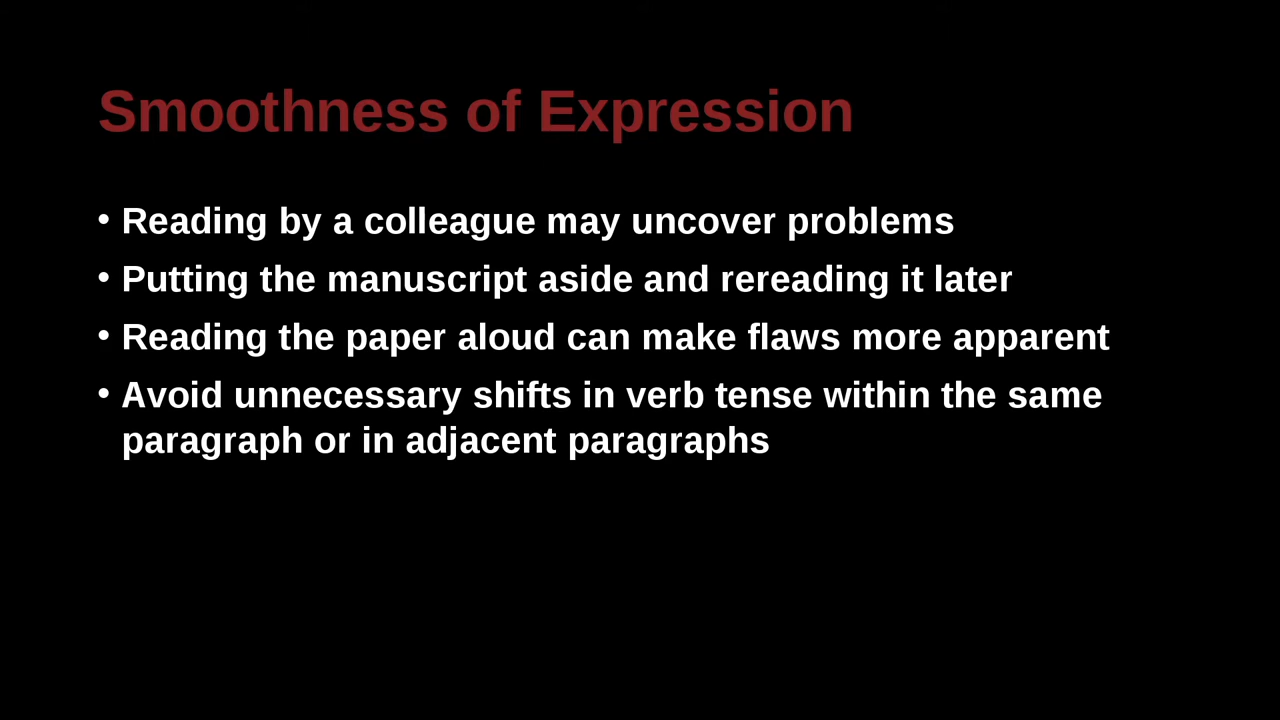 Smoothness of Expression
• Reading by a colleague may uncover problems
• Putting the manuscript aside and rereading it later
• Reading the paper aloud can make flaws more apparent
• Avoid unnecessary shifts in verb tense within the same
paragraph or in adjacent paragraphs